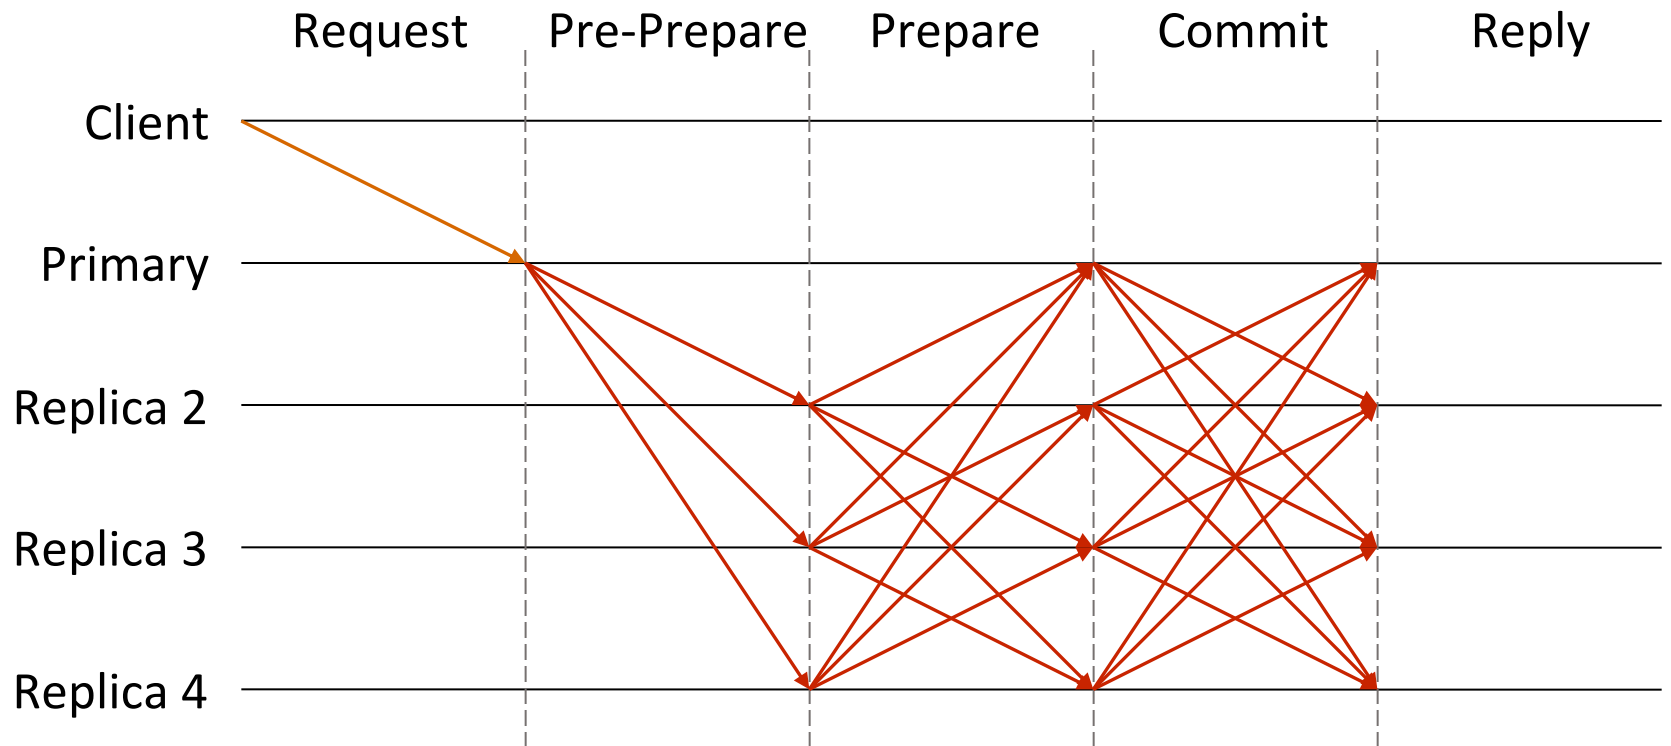 Request Pre-Prepare Prepare Commit Reply
Client
Primary
Replica 2
Replica 3
Replica 4